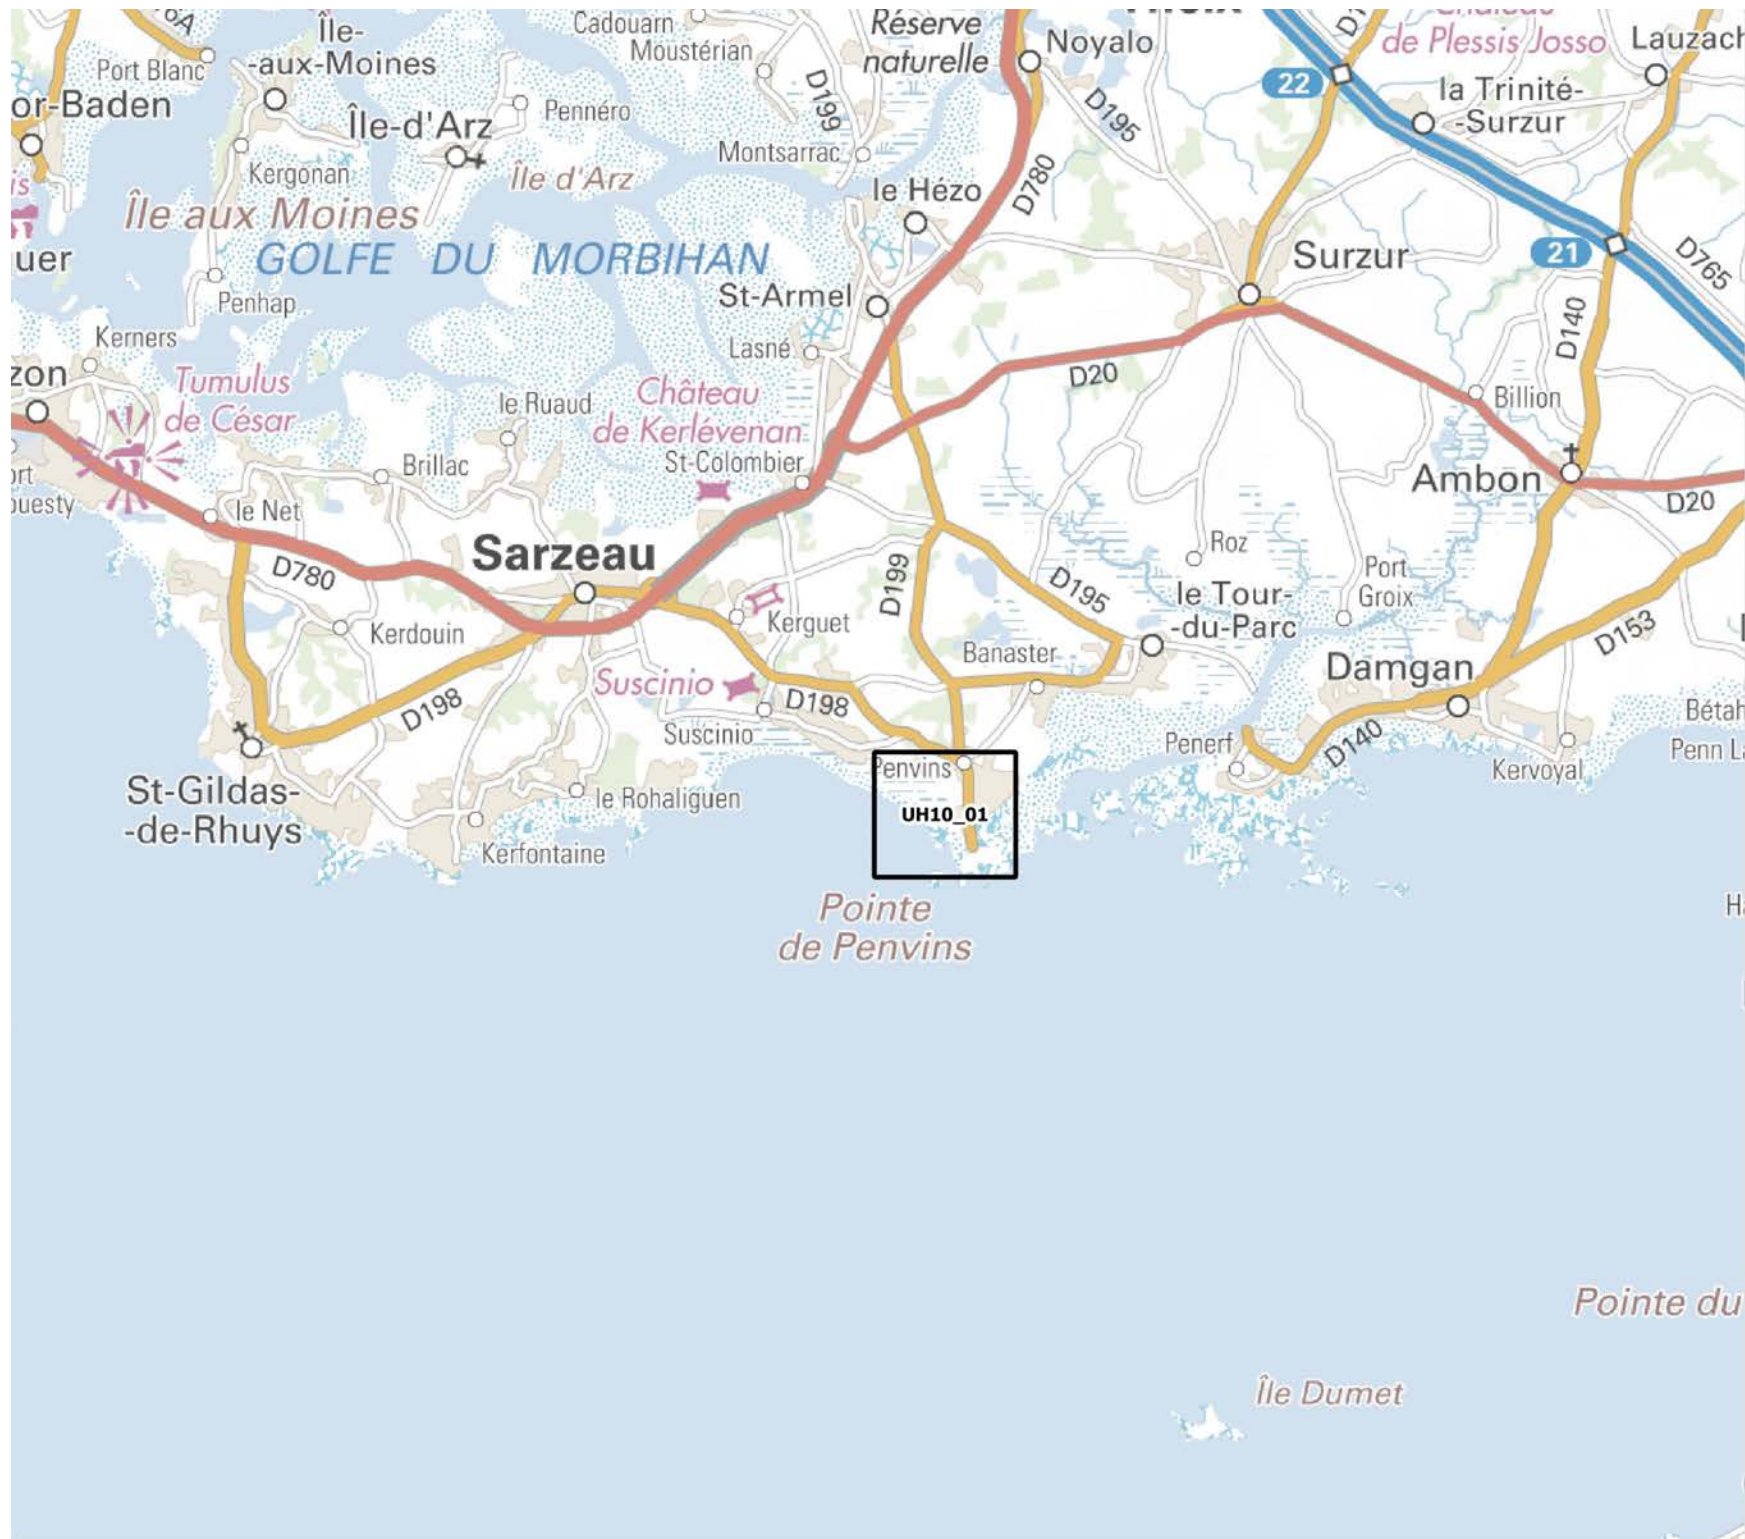 Cadouarn
Moustérian
Réserve
naturelle
Noyalo
de Plessis Josso
Île-
-aux-Moines
Port Blanc
Pennéro
D199
D195
22
la Trinité-
-Surzur
Île-d'Arz
Montsarrac
Kergonan
Île d'Arz
le Hézo
D780
Île aux Moines
GOLFE DU MORBIHAN
Surzur
21
D765
Penhap
St-Armel
D140
Kerners
Lasné
D20
Tumulus
de César
Château
de Kerlévenan
le Ruaud
Billion
St-Colombier
Brillac
Ambon
D20
le Net
Sarzeau
Roz
D780
D199
D195
Port
Groix
le Tour-
-du-Parc
Kerguet
Kerdouin
D153
Banaster
Damgan
Suscinio
D198
D198
Suscinio
Penerf
D140
Kervoyal
Penvins
St-Gildas-
-de-Rhuys
le Rohaliguen
UH10_01
Kerfontaine
Pointe
de Penvins
Pointe du
Île Dumet